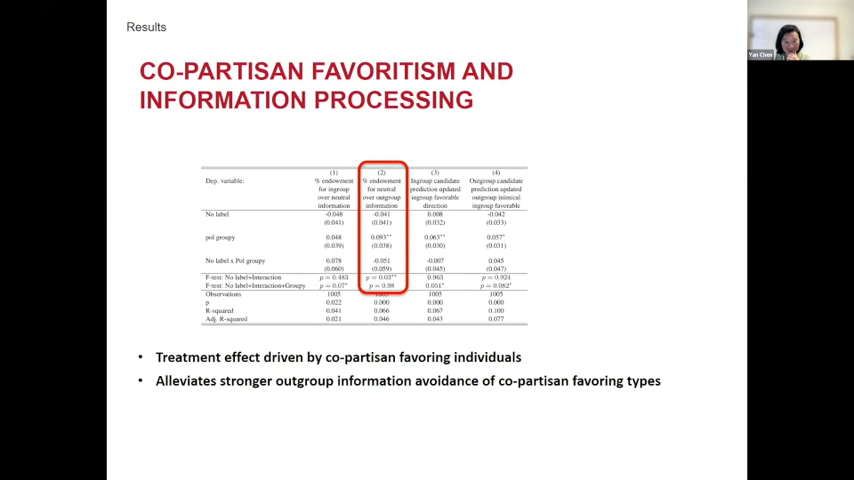 Results
CO-PARTISAN FAVORITISM AND
INFORMATION PROCESSING
Yan Chen
(1) (2) (3) (4)
Dep. variable: % endowment % endowment Ingroup candidate Outgroup candidate
for ingroup for neutral prediction updated prediction updated
over neutral over outgroup ingroup favorable outgroup inimical
information information direction ingroup favorable
No label -0.048 -0.041 0.008 -0.042
(0.041) (0.041) (0.032) (0.033)
pol groupy 0.048 0.093** 0.063** 0.057*
(0.039) (0.038) (0.030) (0.031)
No label x Pol groupy 0.078 -0.051 -0.007 0.045
(0.060) (0.059) (0.045) (0.047)
F-test: No label+Interaction p = 0.483 p = 0.03** 0.963 p = 0.924
F-test: No label+Interaction+Groupy p = 0.07* p = 0.98 0.051* p = 0.082*
Observations 1005 1005 1005 1005
p 0.022 0.000 0.000 0.000
R-squared 0.041 0.066 0.067 0.100
Adj. R-squared 0.021 0.046 0.043 0.077
• Treatment effect driven by co-partisan favoring individuals
• Alleviates stronger outgroup information avoidance of co-partisan favoring types